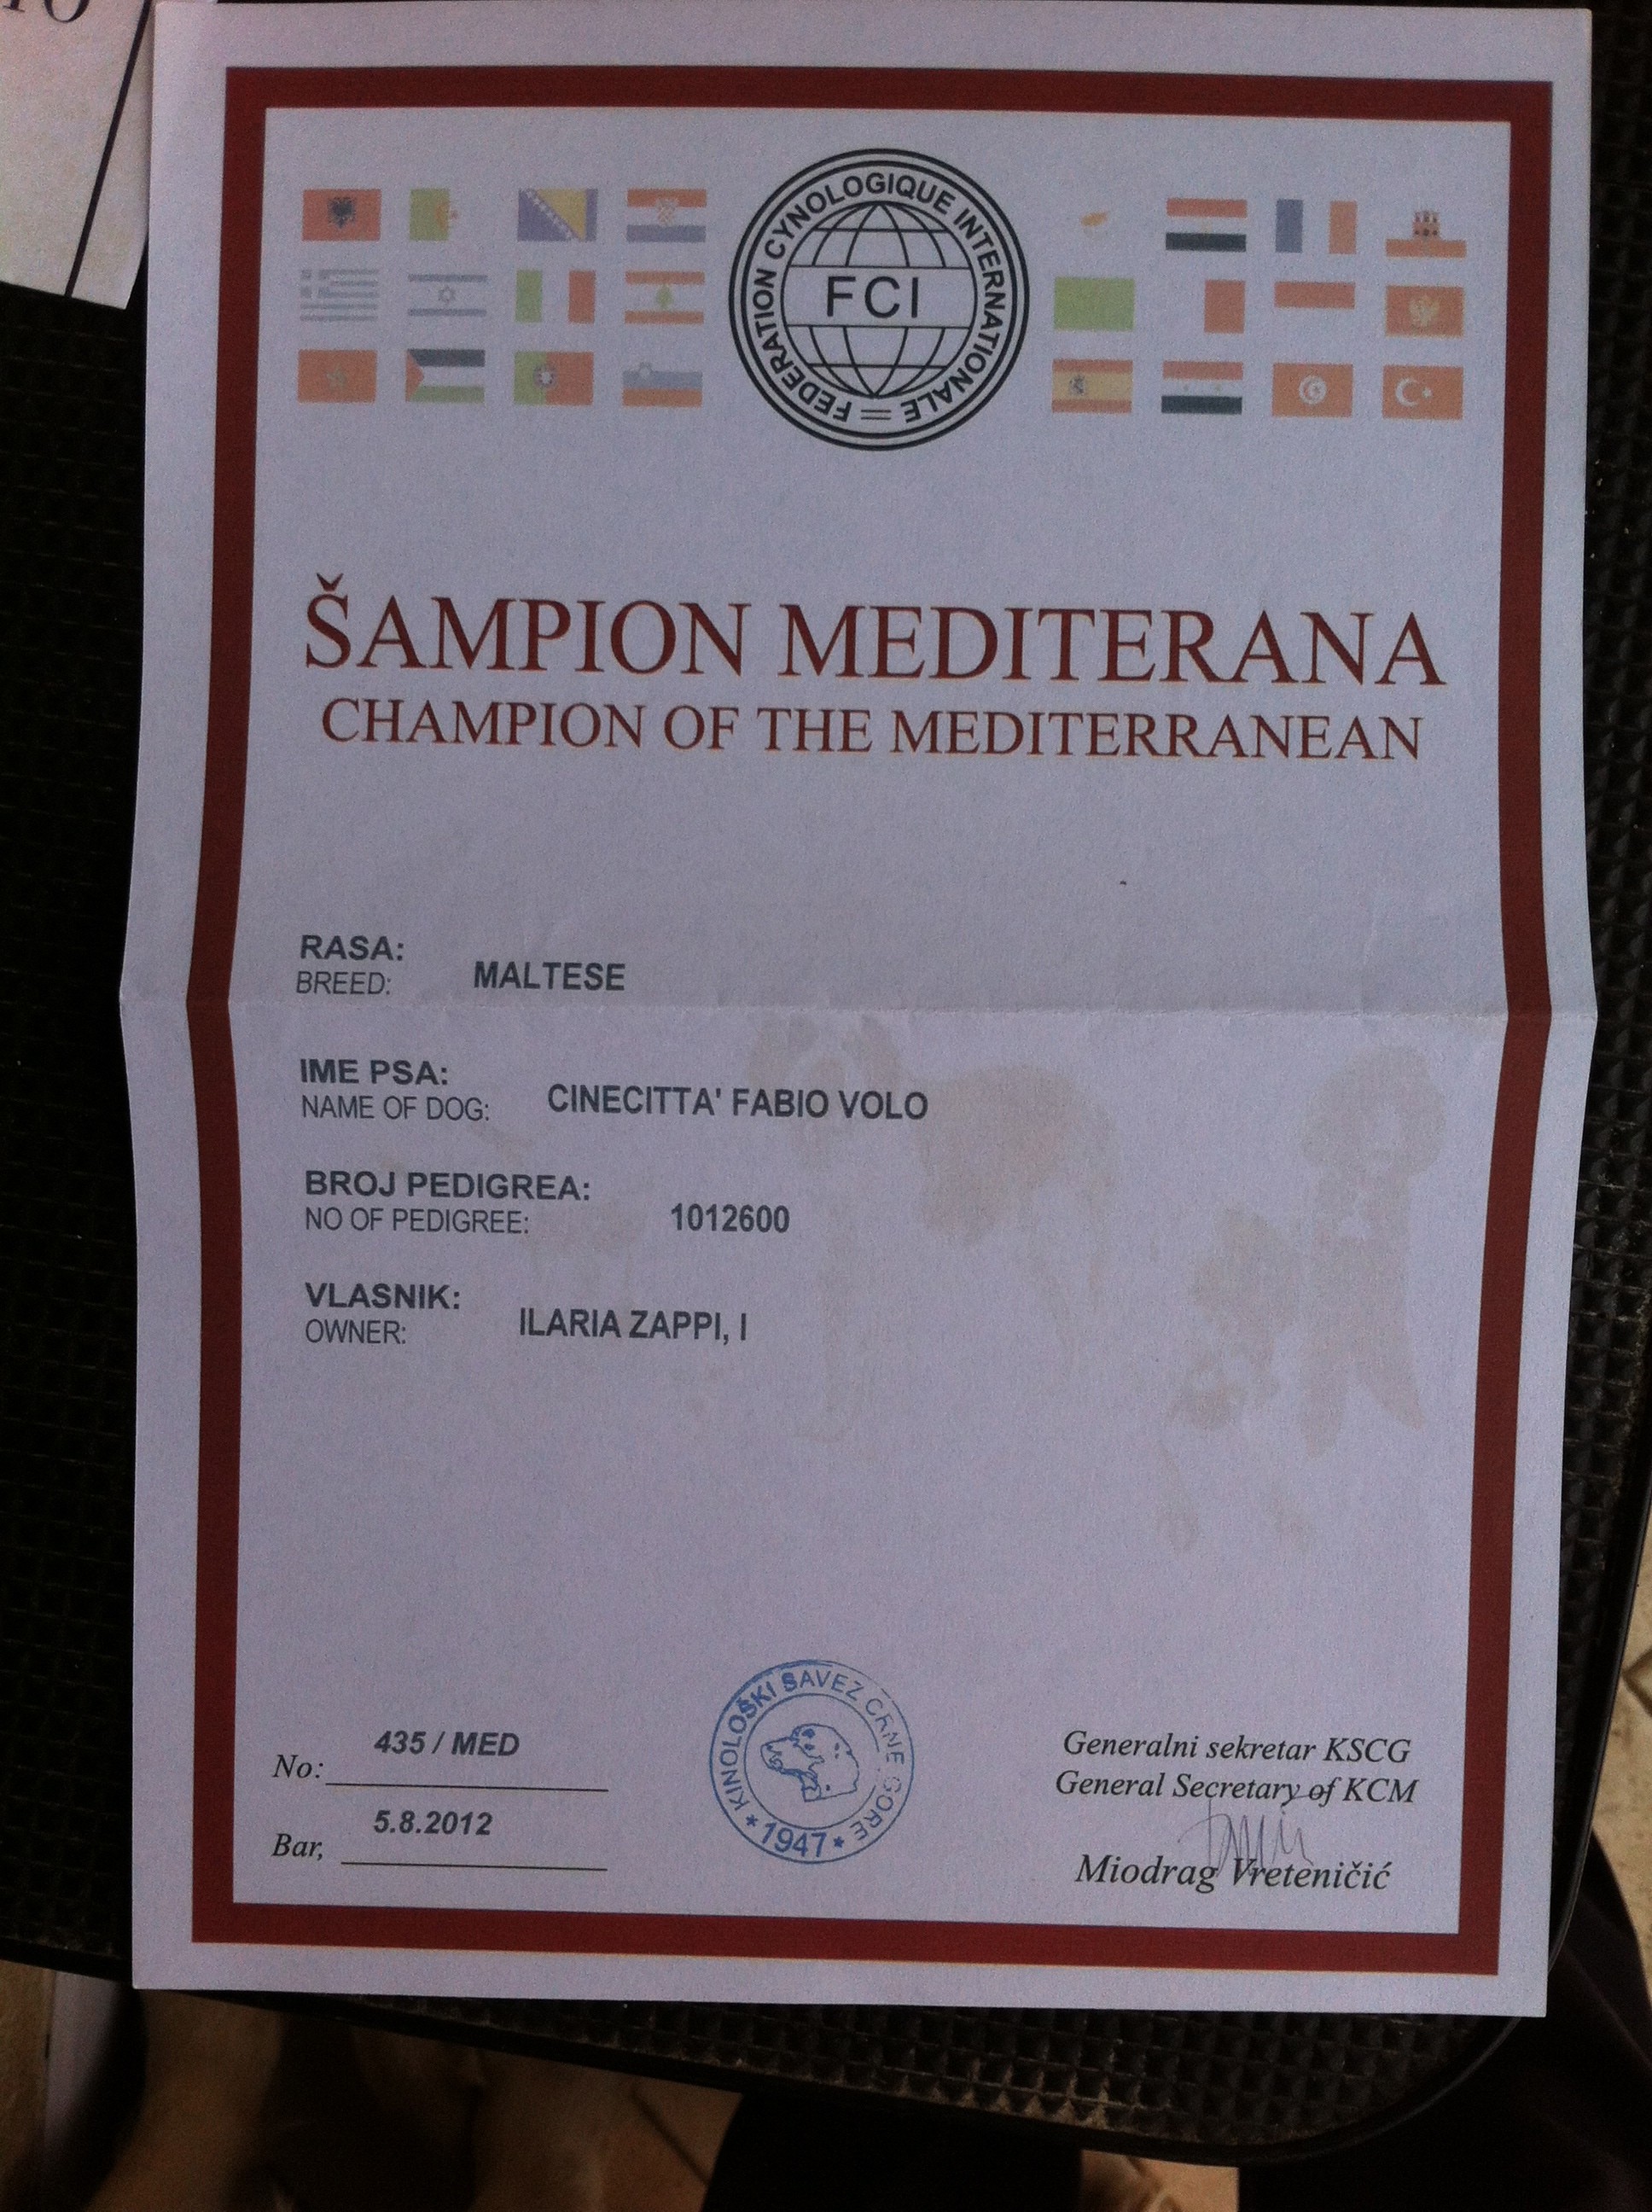 FEDERATION CYNOLOGIQUE INTERNATIONALE
FCI
ŠAMPION MEDITERANA
CHAMPION OF THE MEDITERRANEAN
RASA:
BREED: MALTESE
IME PSA:
NAME OF DOG: CINECITTA' FABIO VOLO
BROJ PEDIGREA:
NO OF PEDIGREE: 1012600
VLASNIK:
OWNER: ILARIA ZAPPI, I
No: 435 / MED
Bar, 5.8.2012
KINOLOŠKI SAVEZ CRNE GORE
* 1947 *
Generalni sekretar KSCG
General Secretary of KCM
Miodrag Vreteničić